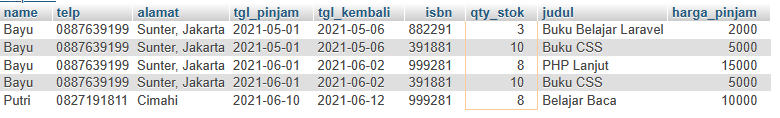 name telp alamat tgl_pinjam tgl_kembali isbn qty_stok judul harga_pinjam
Bayu 0887639199 Sunter, Jakarta 2021-05-01 2021-05-06 882291 3 Buku Belajar Laravel 2000
Bayu 0887639199 Sunter, Jakarta 2021-05-01 2021-05-06 391881 10 Buku CSS 5000
Bayu 0887639199 Sunter, Jakarta 2021-06-01 2021-06-02 999281 8 PHP Lanjut 15000
Bayu 0887639199 Sunter, Jakarta 2021-06-01 2021-06-02 391881 10 Buku CSS 5000
Putri 0827191811 Cimahi 2021-06-10 2021-06-12 999281 8 Belajar Baca 10000